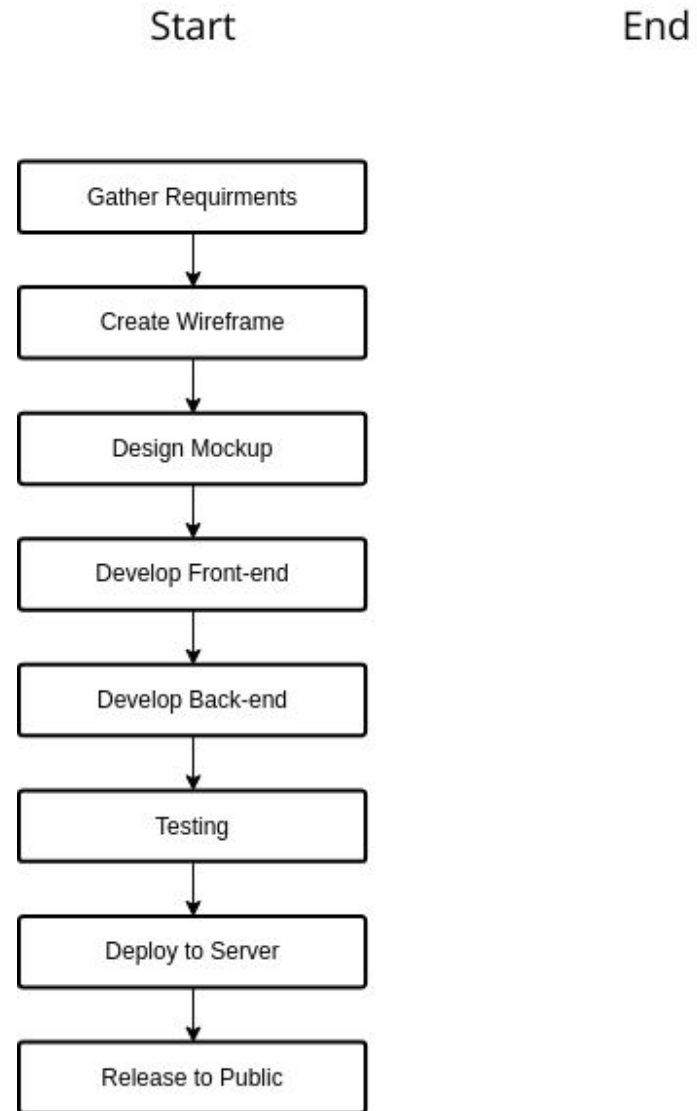 Start
End
Gather Requirments
Create Wireframe
Design Mockup
Develop Front-end
Develop Back-end
Testing
Deploy to Server
Release to Public